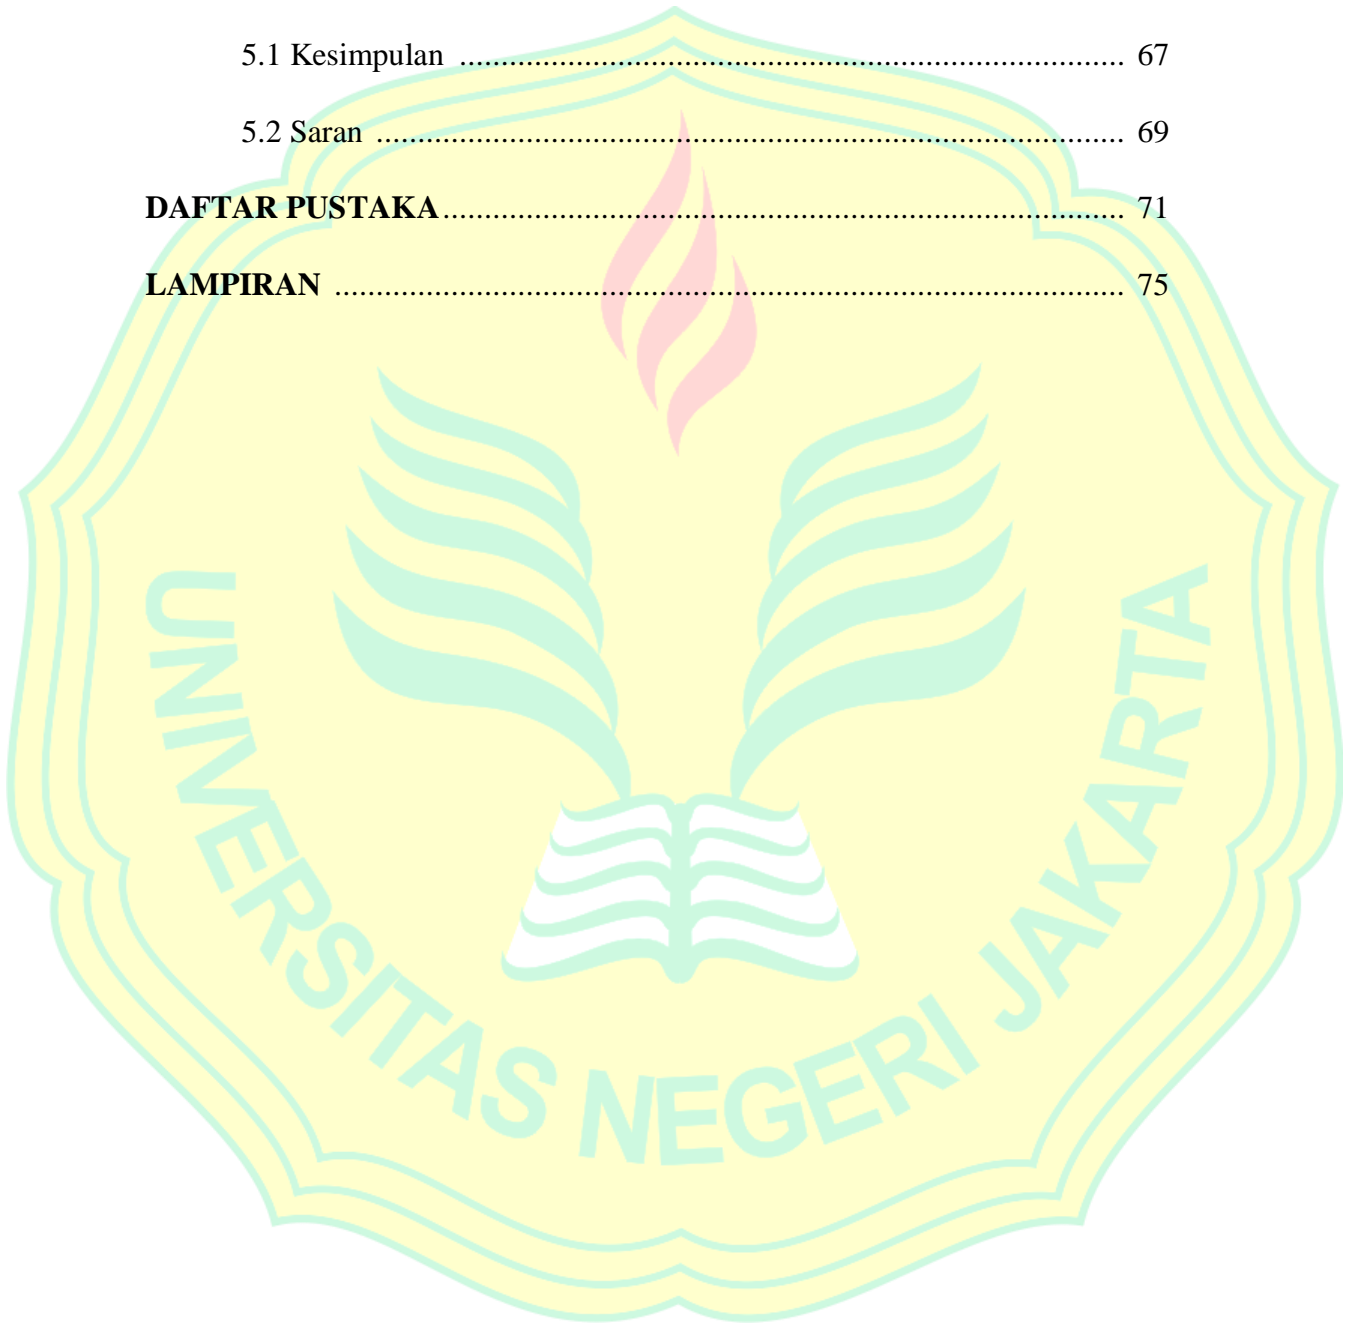 5.1 Kesimpulan ................................................................................ 67
5.2 Saran .......................................................................................... 69
DAFTAR PUSTAKA.................................................................................. 71
LAMPIRAN ............................................................................................... 75
UNIVERSITAS NEGERI JAKARTA